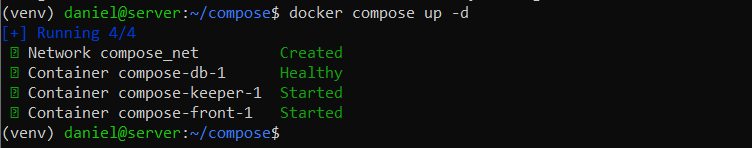 (venv) daniel@server:~/compose$ docker compose up -d
[+] Running 4/4
Network compose_net Created
Container compose-db-1 Healthy
Container compose-keeper-1 Started
Container compose-front-1 Started
(venv) daniel@server:~/compose$